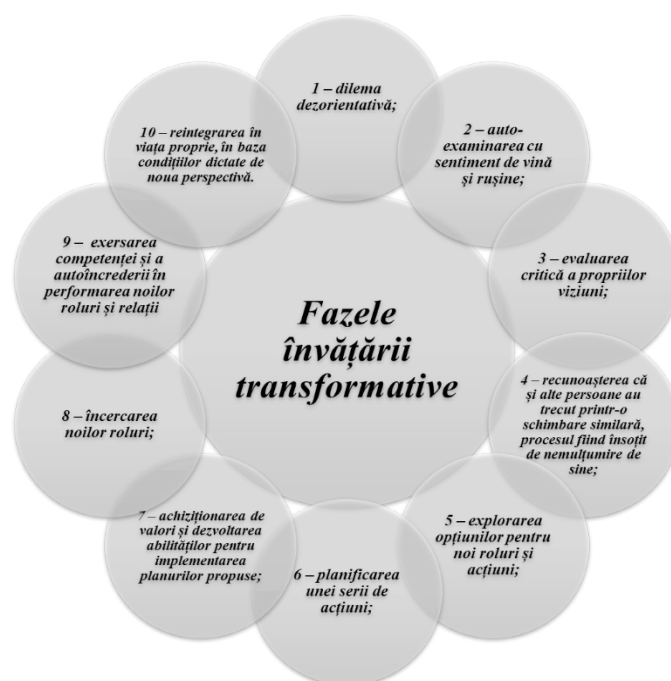 1 – dilema
dezorientativă;
2 – auto-
examinarea cu
sentiment de vină
și rușine;
3 – evaluarea
critică a propriilor
viziuni;
4 – recunoașterea că
și alte persoane au
trecut printr-o
schimbare similară,
procesul fiind însoțit
de nemulțumire de
sine;
5 – explorarea
opțiunilor pentru
noi roluri și
acțiuni;
6 – planificarea
unei serii de
acțiuni;
7 – achiziționarea de
valori și dezvoltarea
abilităților pentru
implementarea
planurilor propuse;
8 – încercarea
noilor roluri;
9 – exersarea
competenței și a
autoîncrederii în
performarea noilor
roluri și relații
10 – reintegrarea în
viața proprie, în baza
condițiilor dictate de
noua perspectivă.
Fazele
învățării
transformative